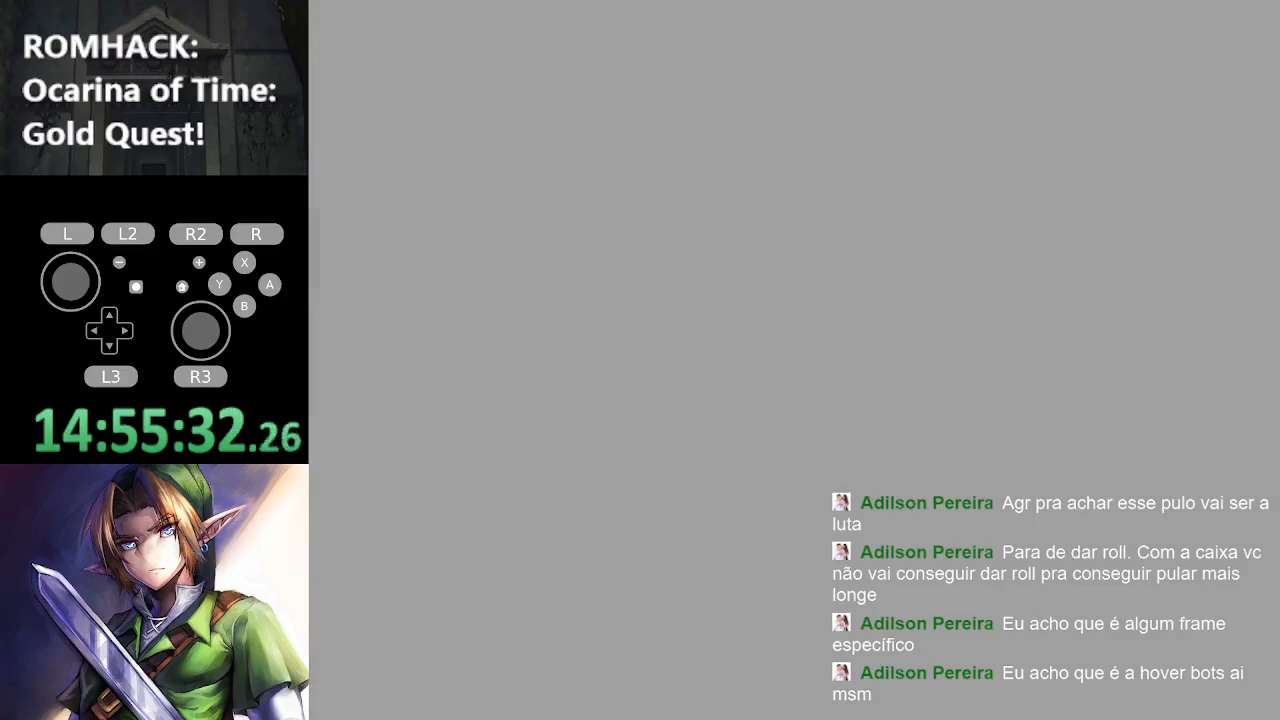 ROMHACK:
Ocarina of Time:
Gold Quest!
L L2 R2 R
X
Y A
B
L3 R3
14:55:32.26
Adilson Pereira Agr pra achar esse pulo vai ser a
luta
Adilson Pereira Para de dar roll. Com a caixa vc
não vai conseguir dar roll pra conseguir pular mais
longe
Adilson Pereira Eu acho que é algum frame
específico
Adilson Pereira Eu acho que é a hover bots ai
msm